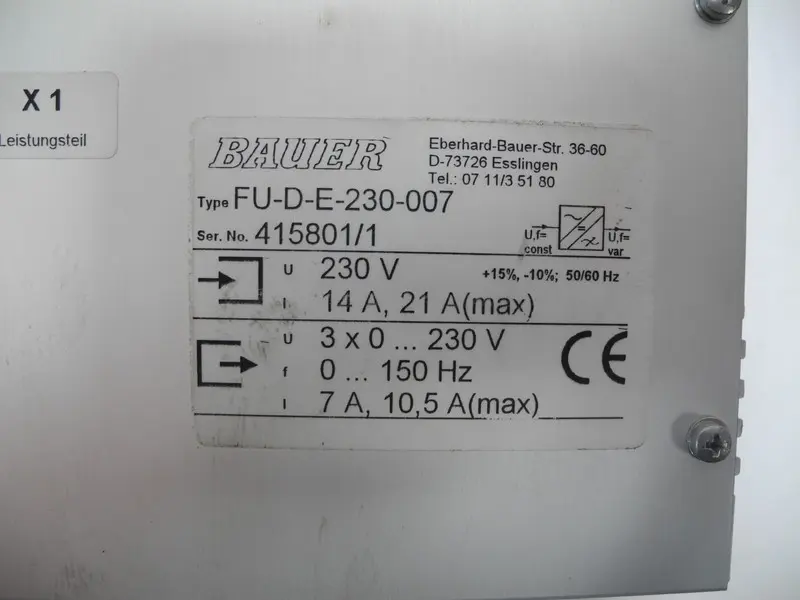 X 1
Leistungsteil
BAUER
Eberhard-Bauer-Str. 36-60
D-73726 Esslingen
Tel.: 07 11/3 51 80
Type FU-D-E-230-007
Ser. No. 415801/1
U,f= const
U,f= var
U 230 V +15%, -10%; 50/60 Hz
I 14 A, 21 A(max)
U 3 x 0 ... 230 V
f 0 ... 150 Hz
I 7 A, 10,5 A(max)
CE